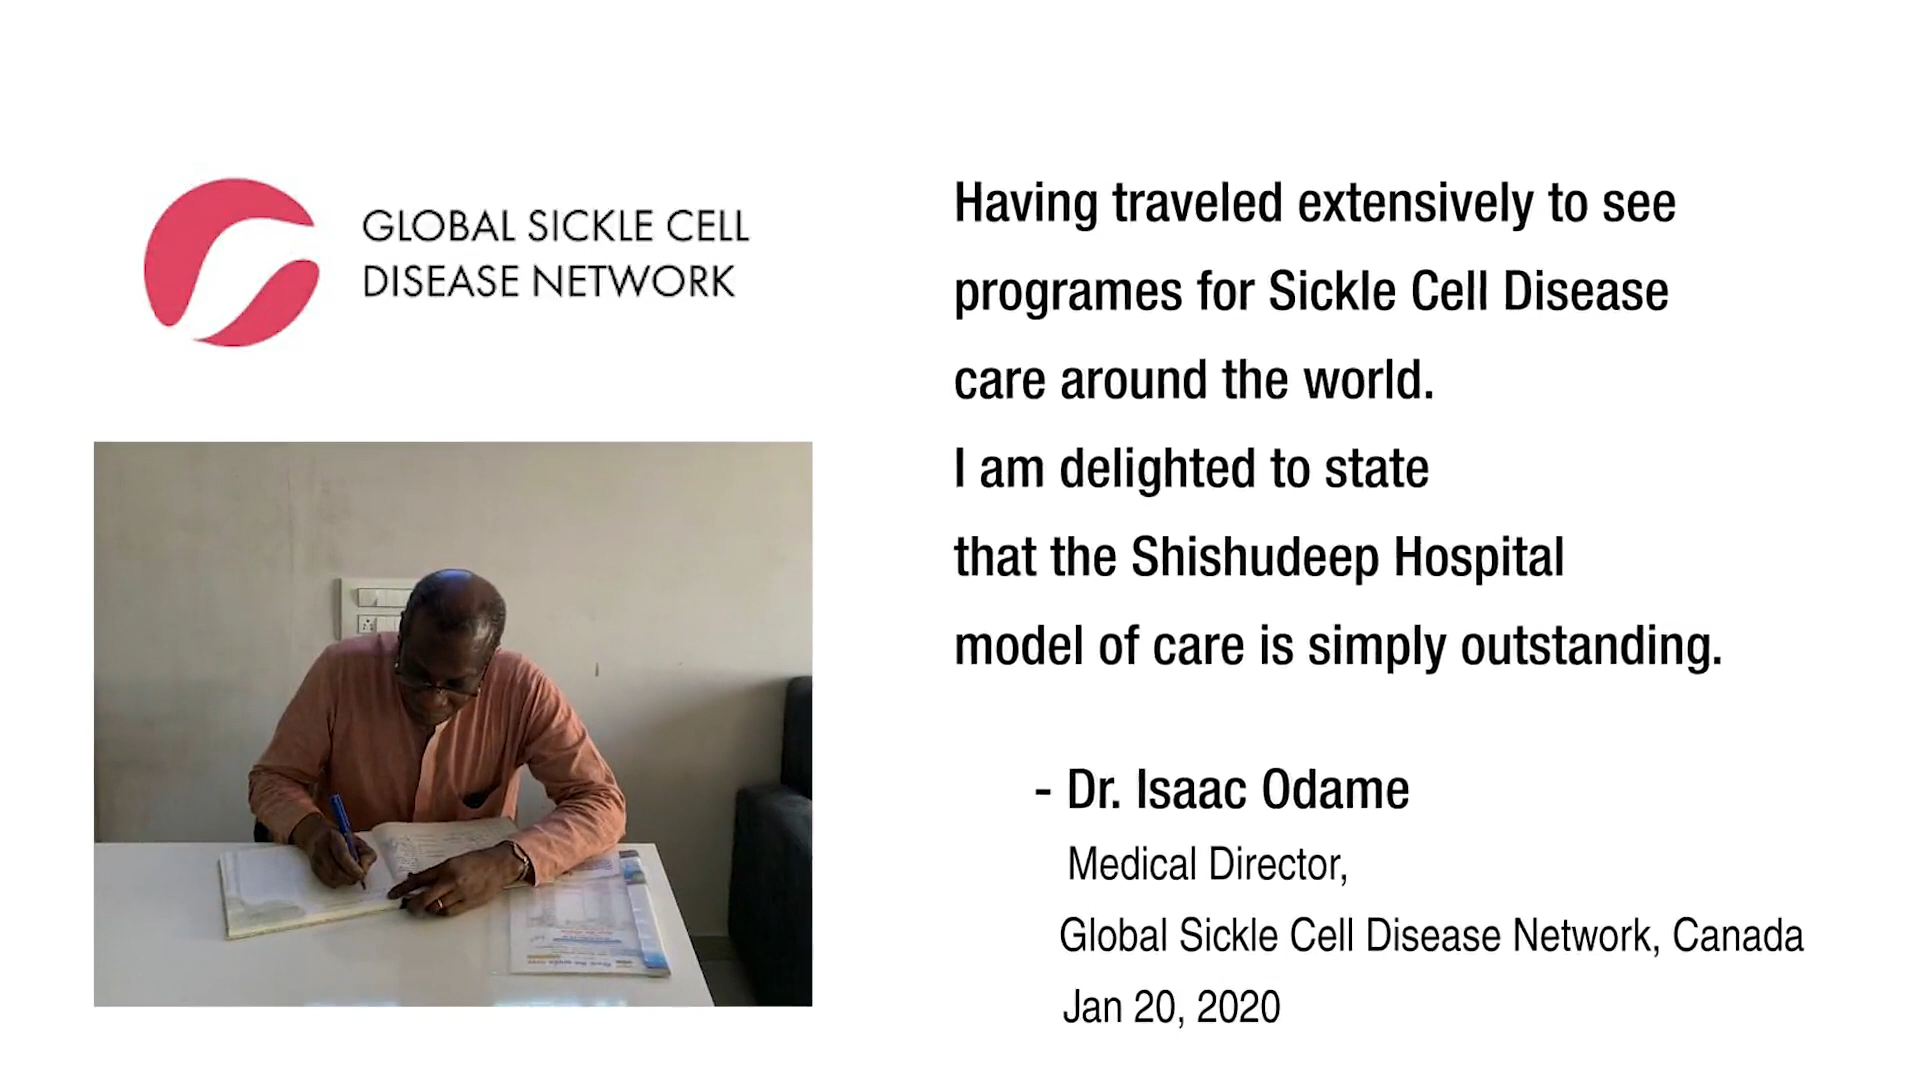 GLOBAL SICKLE CELL
DISEASE NETWORK
Having traveled extensively to see
programes for Sickle Cell Disease
care around the world.
I am delighted to state
that the Shishudeep Hospital
model of care is simply outstanding.
- Dr. Isaac Odame
Medical Director,
Global Sickle Cell Disease Network, Canada
Jan 20, 2020